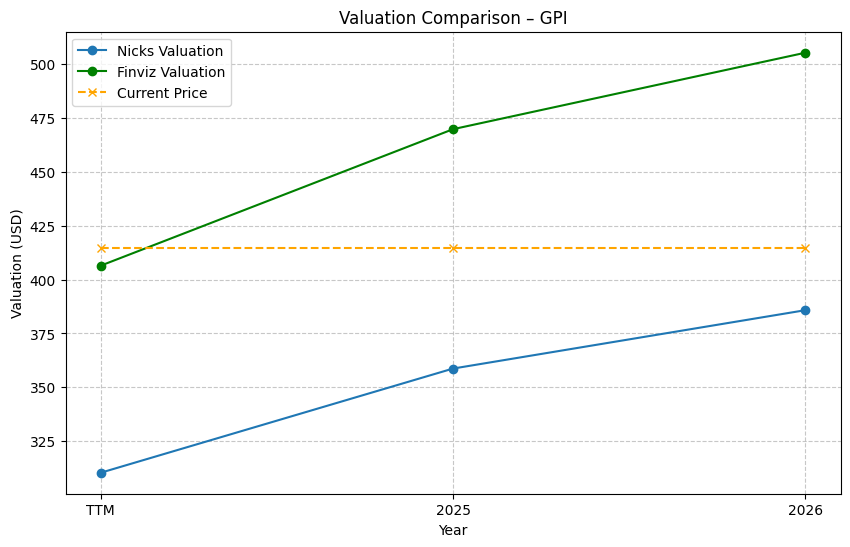 Valuation Comparison – GPI
Nicks Valuation
Finviz Valuation
Current Price
Valuation (USD)
500
475
450
425
400
375
350
325
TTM
2025
2026
Year